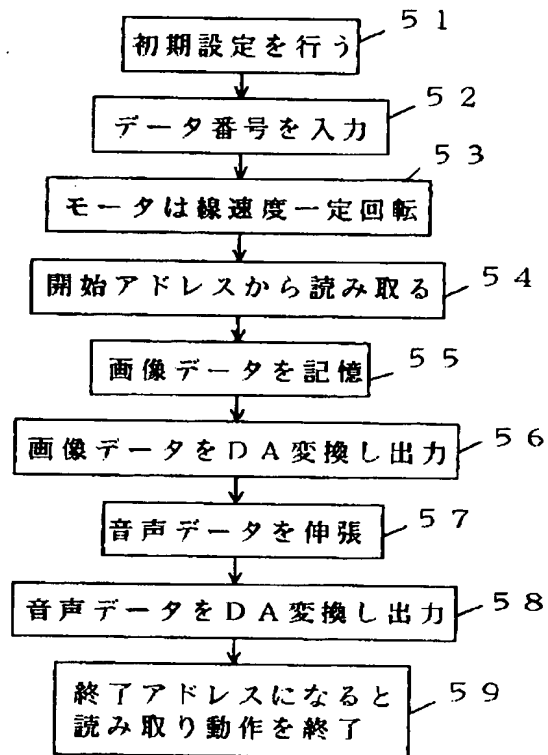 51
初期設定を行う
52
データ番号を入力
53
モータは線速度一定回転
54
開始アドレスから読み取る
55
画像データを記憶
56
画像データをDA変換し出力
57
音声データを伸張
58
音声データをDA変換し出力
59
終了アドレスになると
読み取り動作を終了